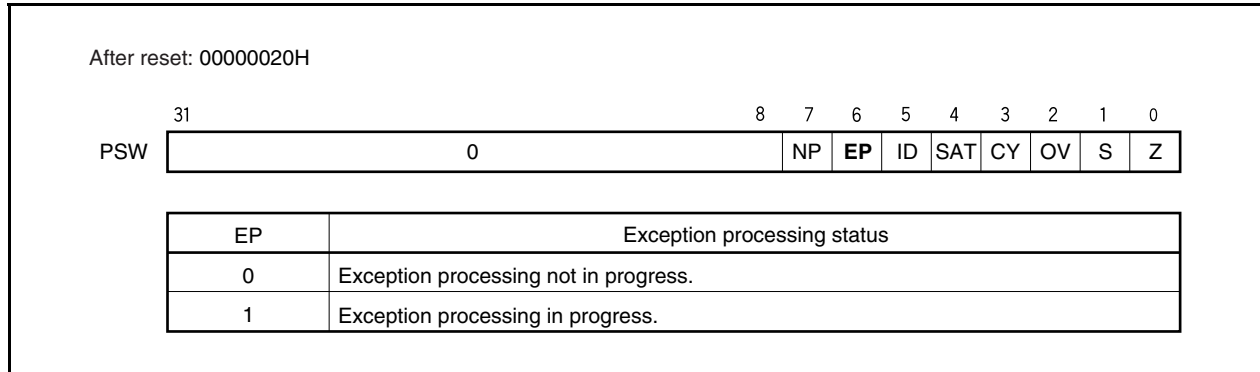 After reset: 00000020H
31 8 7 6 5 4 3 2 1 0
PSW 0 NP EP ID SAT CY OV S Z
EP Exception processing status
0 Exception processing not in progress.
1 Exception processing in progress.